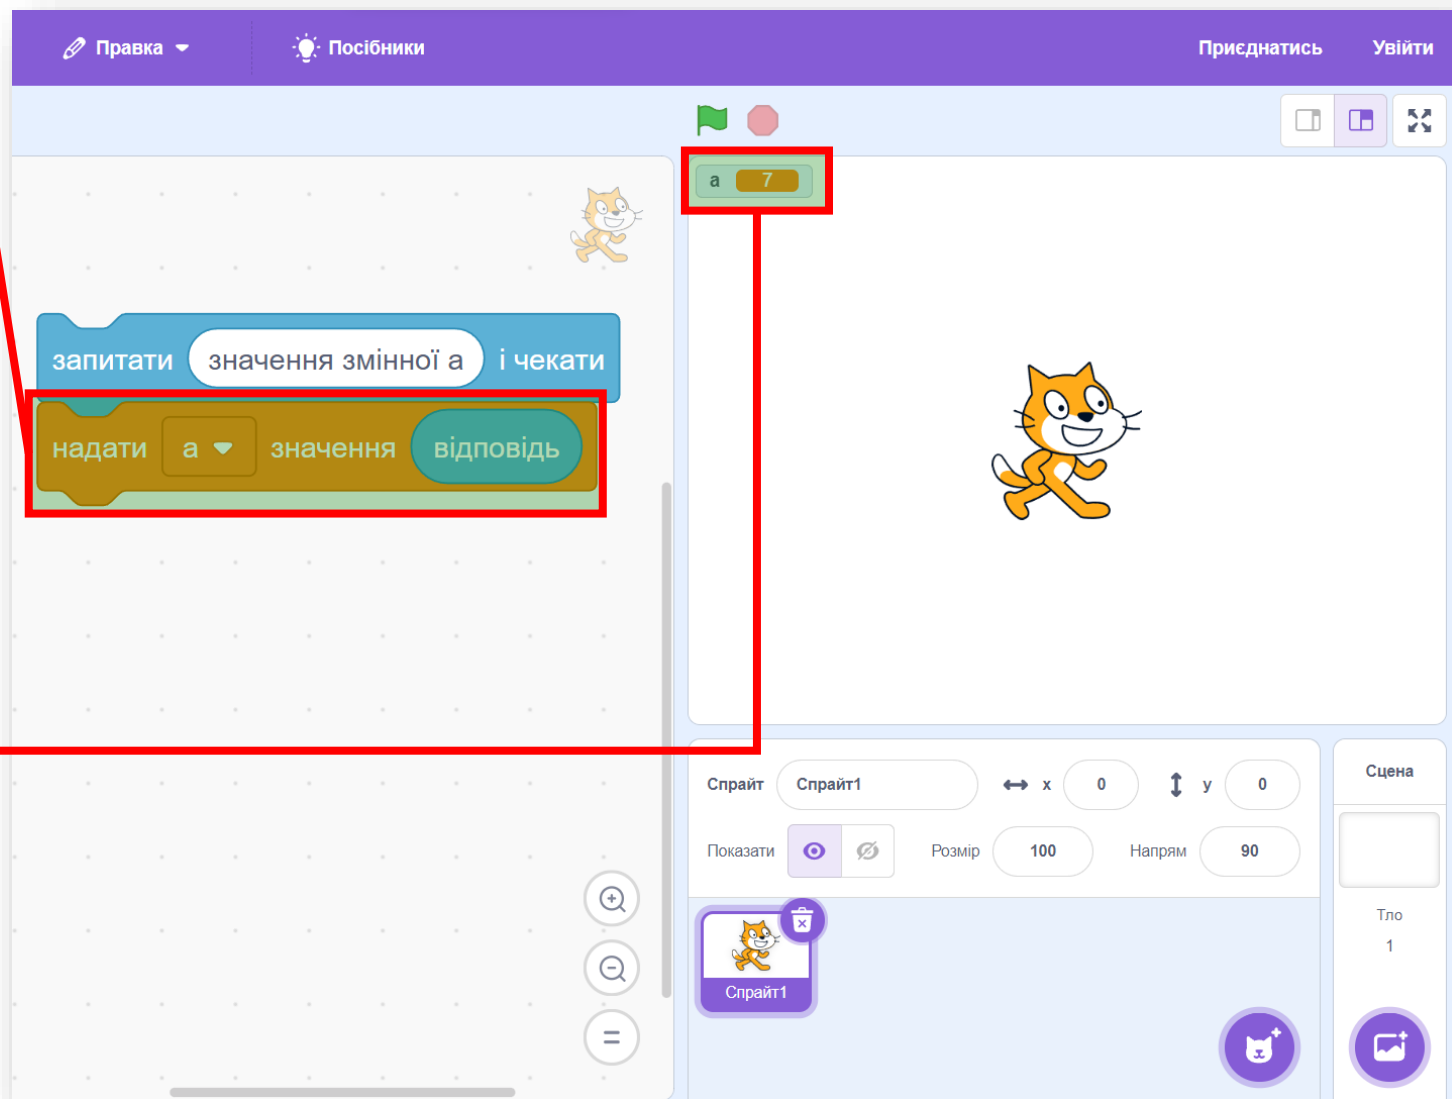 Правка
Посібники
Приєднатись
Увійти
a 7
запитати значення змінної a і чекати
надати a значення відповідь
Спрайт Спрайт1 x 0 y 0
Показати Розмір 100 Напрям 90
Спрайт1
Сцена
Тло
1